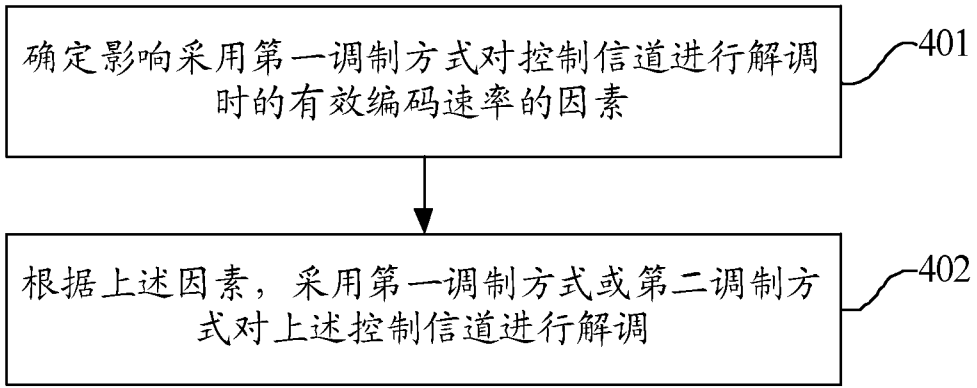 确定影响采用第一调制方式对控制信道进行解调
时的有效编码速率的因素
401
根据上述因素，采用第一调制方式或第二调制方
式对上述控制信道进行解调
402